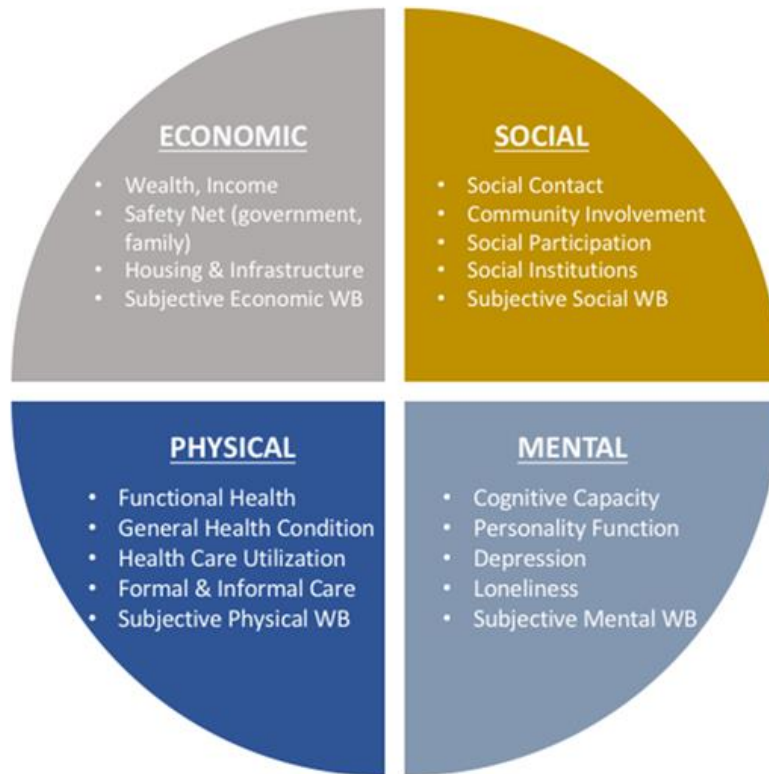 ECONOMIC
• Wealth, Income
• Safety Net (government,
family)
• Housing & Infrastructure
• Subjective Economic WB
SOCIAL
• Social Contact
• Community Involvement
• Social Participation
• Social Institutions
• Subjective Social WB
PHYSICAL
• Functional Health
• General Health Condition
• Health Care Utilization
• Formal & Informal Care
• Subjective Physical WB
MENTAL
• Cognitive Capacity
• Personality Function
• Depression
• Loneliness
• Subjective Mental WB